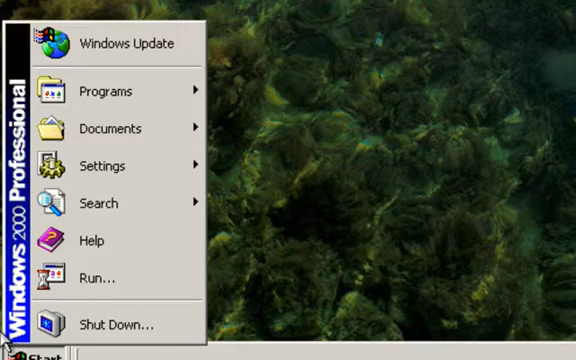 Windows Update
Programs
Documents
Settings
Search
Help
Run...
Shut Down...
Windows 2000 Professional
Start